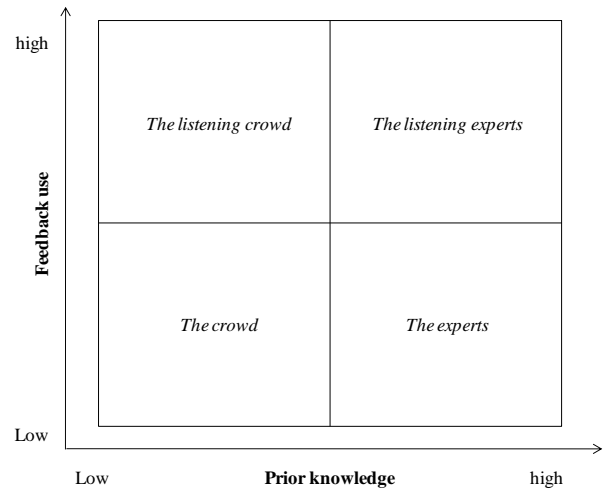 high
The listening crowd
The listening experts
Feedback use
The crowd
The experts
Low
Low
Prior knowledge
high